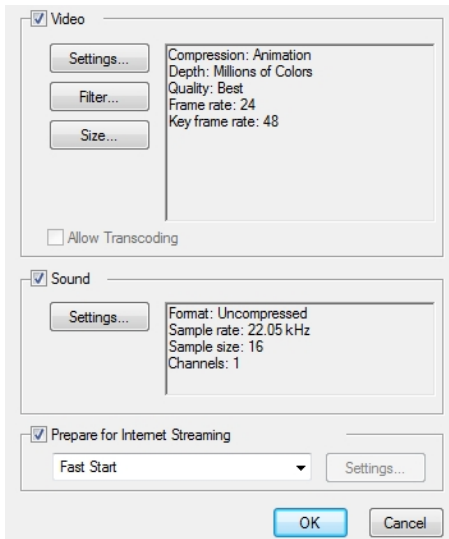 Video
Settings...
Filter...
Size...
Compression: Animation
Depth: Millions of Colors
Quality: Best
Frame rate: 24
Key frame rate: 48
Allow Transcoding
Sound
Settings...
Format: Uncompressed
Sample rate: 22.05 kHz
Sample size: 16
Channels: 1
Prepare for Internet Streaming
Fast Start
Settings...
OK
Cancel